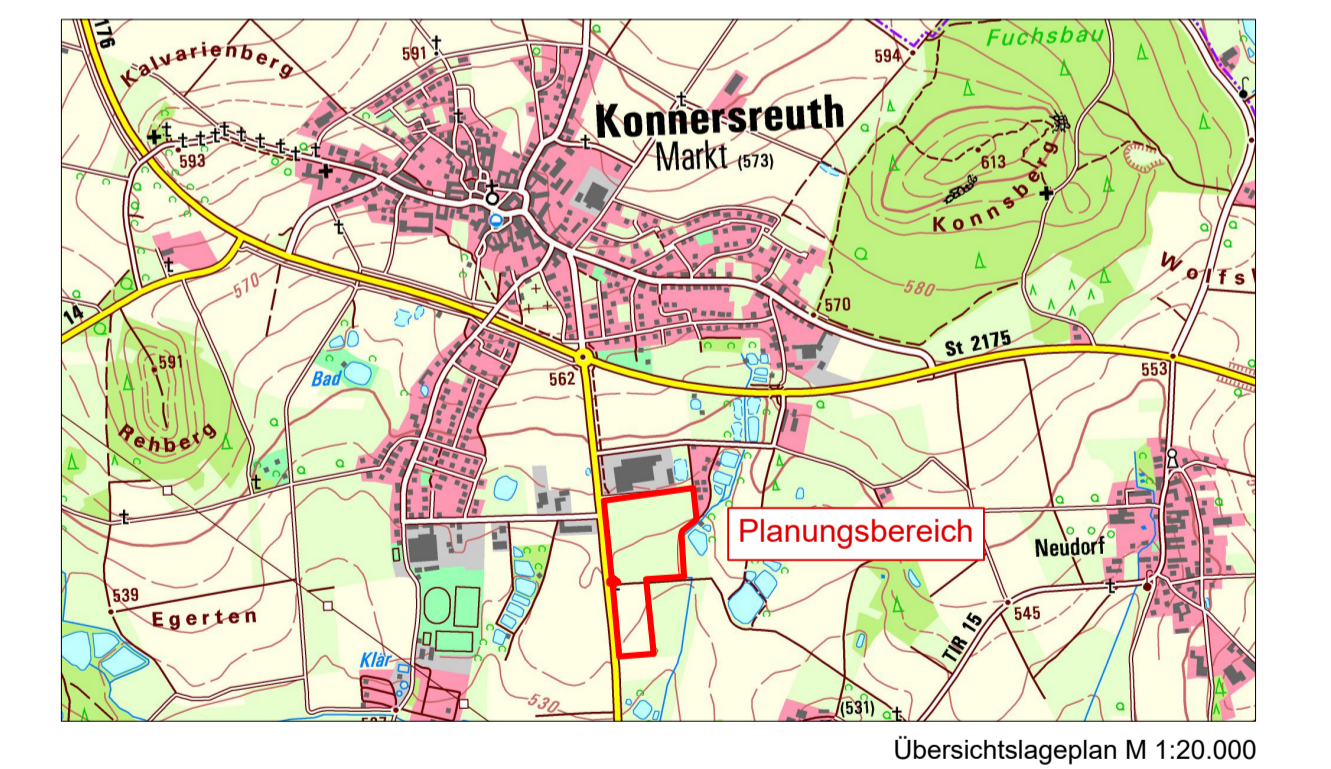 176
Kalvarienberg
591
594
Fuchsbau
Konnersreuth
Markt (573)
593
613
Konnsberg
Wolfs
570
580
570
14
St 2175
591
Bad
562
553
Rehberg
Planungsbereich
Neudorf
539
Egerten
545
TIR 15
Klär
530
(531)
Übersichtslageplan M 1:20.000